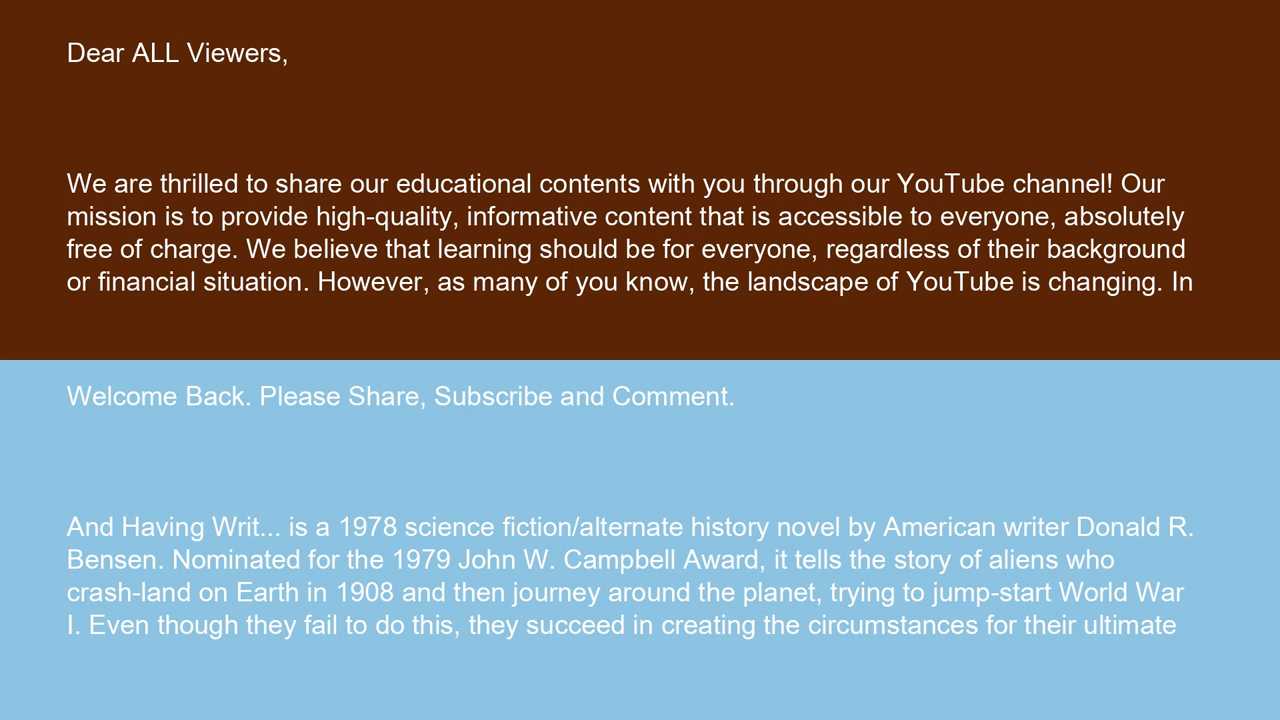 Dear ALL Viewers,
We are thrilled to share our educational contents with you through our YouTube channel! Our
mission is to provide high-quality, informative content that is accessible to everyone, absolutely
free of charge. We believe that learning should be for everyone, regardless of their background
or financial situation. However, as many of you know, the landscape of YouTube is changing. In
Welcome Back. Please Share, Subscribe and Comment.
And Having Writ... is a 1978 science fiction/alternate history novel by American writer Donald R.
Bensen. Nominated for the 1979 John W. Campbell Award, it tells the story of aliens who
crash-land on Earth in 1908 and then journey around the planet, trying to jump-start World War
I. Even though they fail to do this, they succeed in creating the circumstances for their ultimate